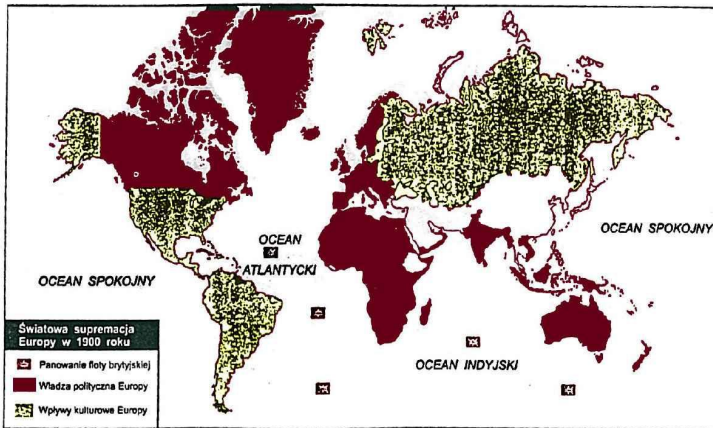 OCEAN SPOKOJNY
OCEAN
ATLANTYCKI
OCEAN SPOKOJNY
OCEAN INDYJSKI
Światowa supremacja
Europy w 1900 roku
Panowanie floty brytyjskiej
Władza polityczna Europy
Wpływy kulturowe Europy